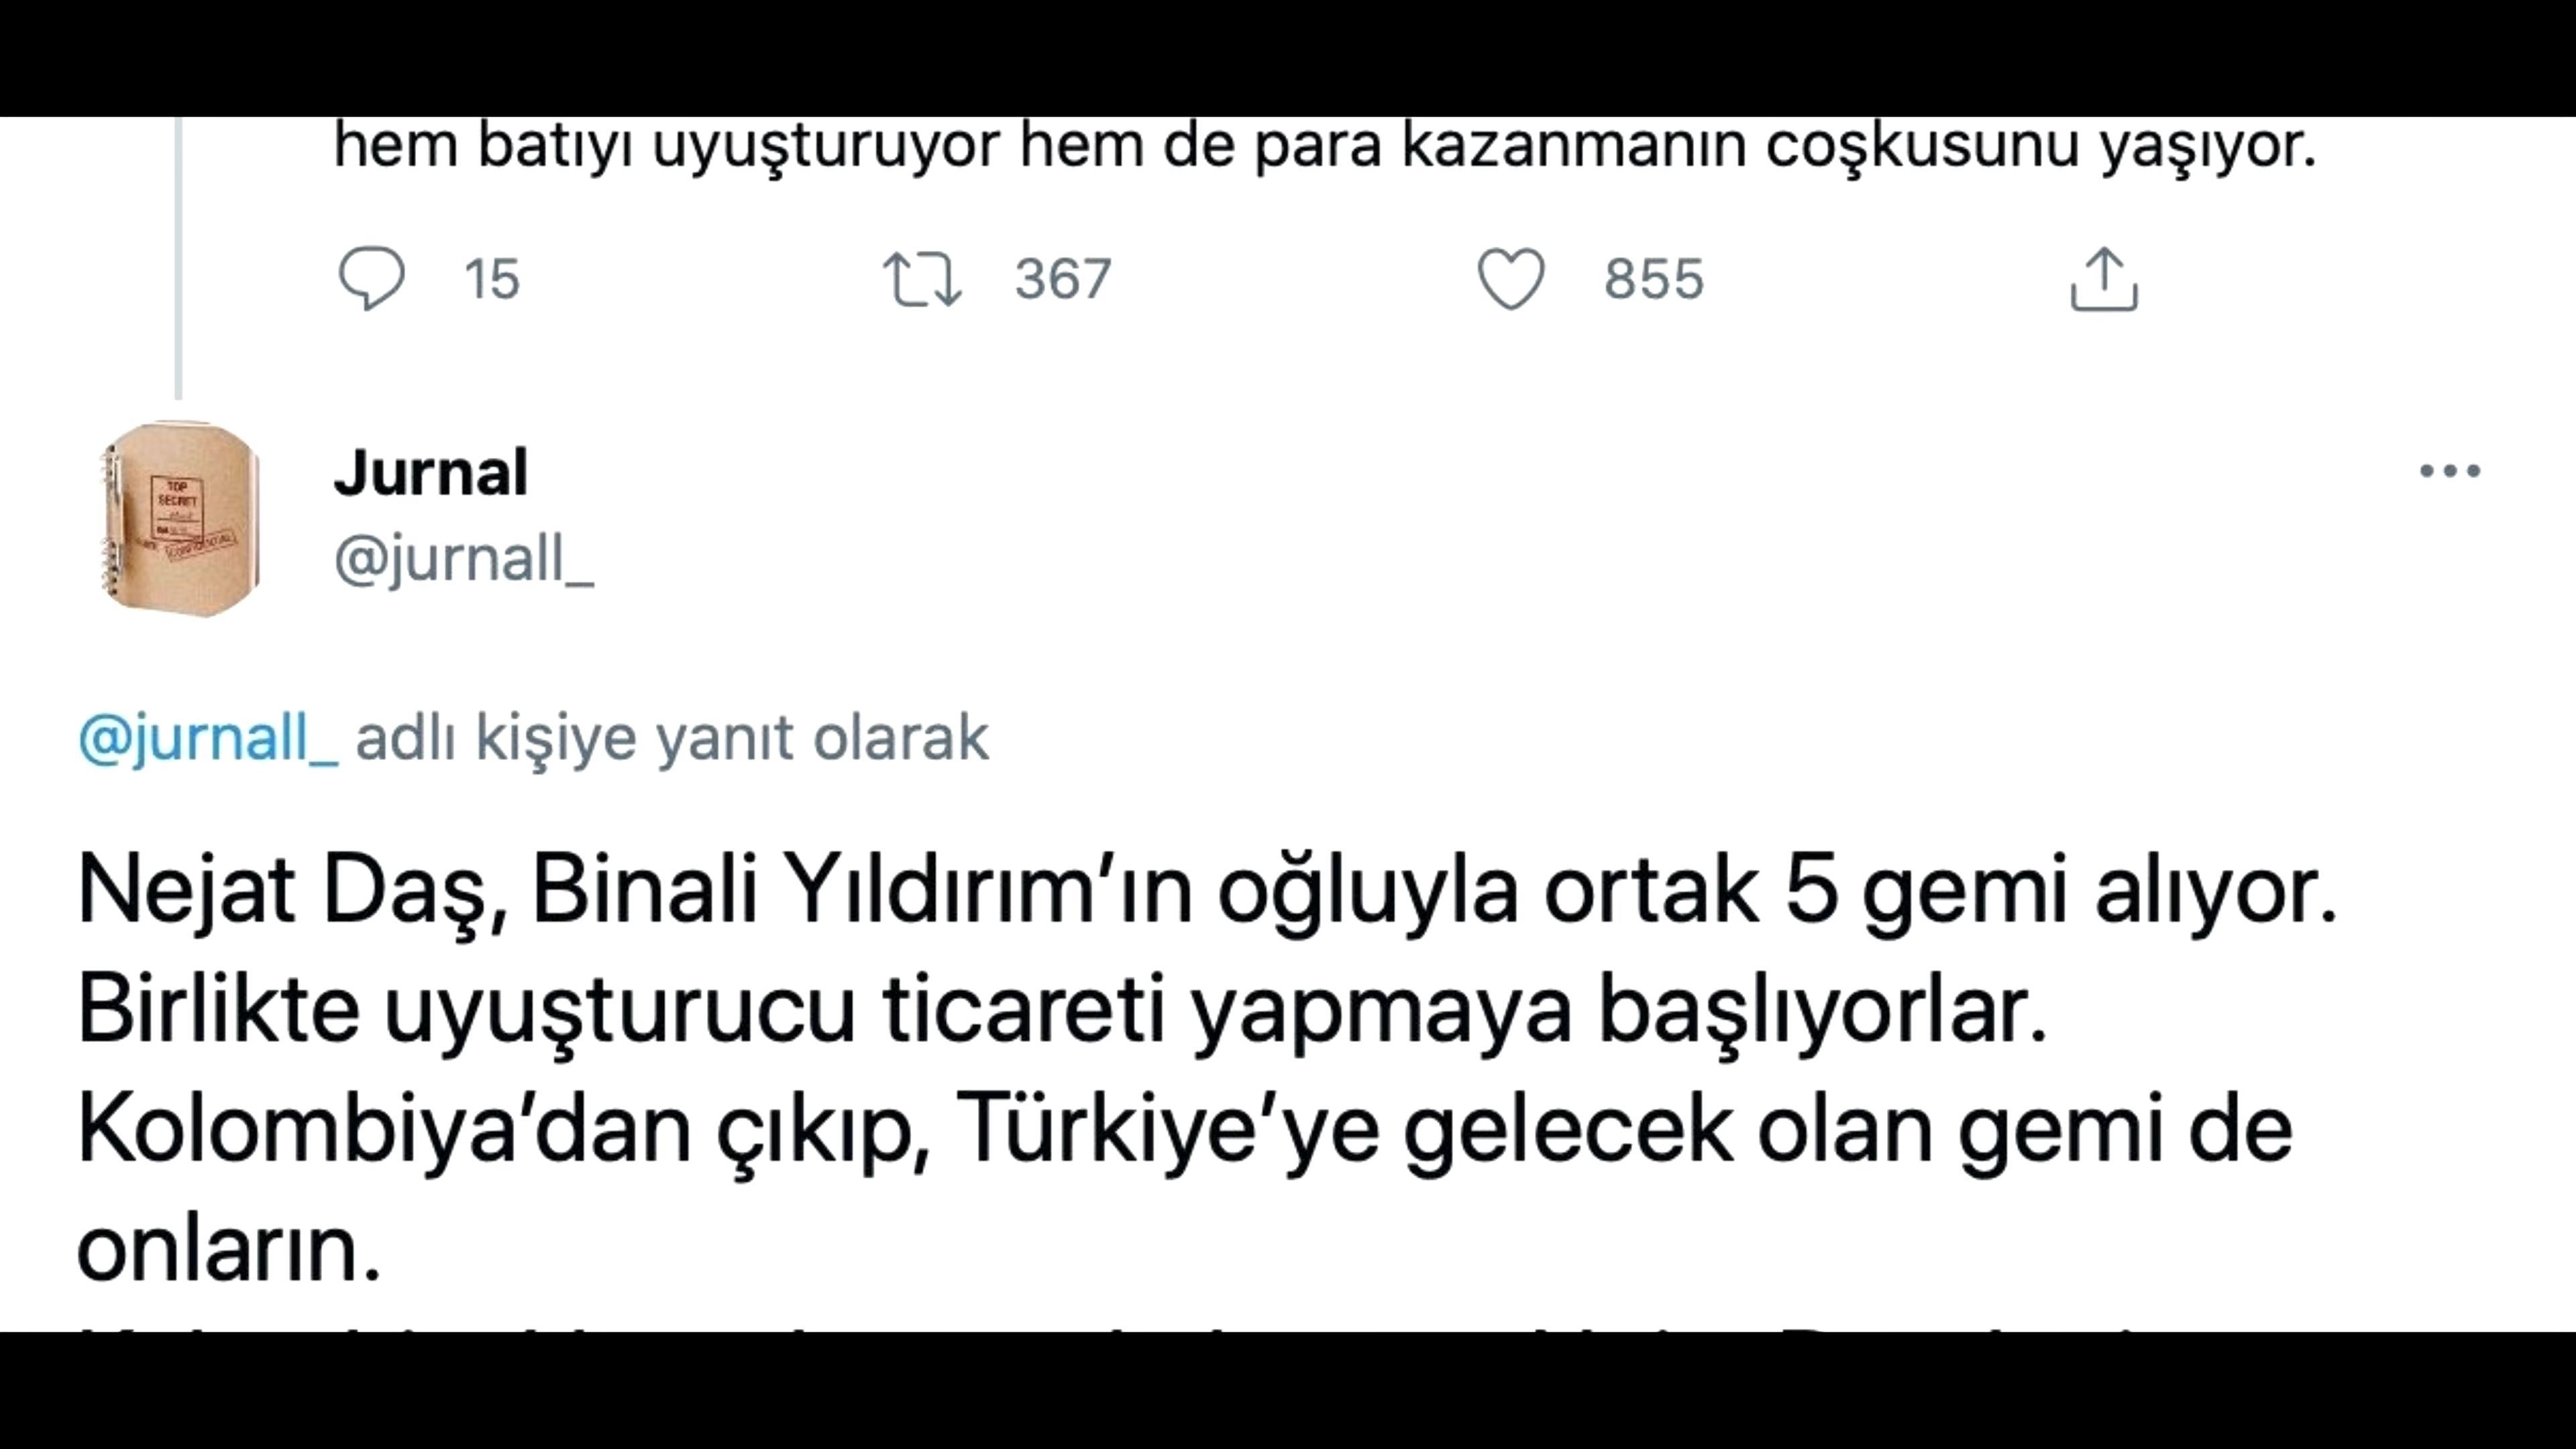 hem batıyı uyuşturuyor hem de para kazanmanın coşkusunu yaşıyor.
15 367 855
Jurnal
@jurnall_
TOP
SECRET
@jurnall_ adlı kişiye yanıt olarak
Nejat Daş, Binali Yıldırım’ın oğluyla ortak 5 gemi alıyor.
Birlikte uyuşturucu ticareti yapmaya başlıyorlar.
Kolombiya’dan çıkıp, Türkiye’ye gelecek olan gemi de
onların.